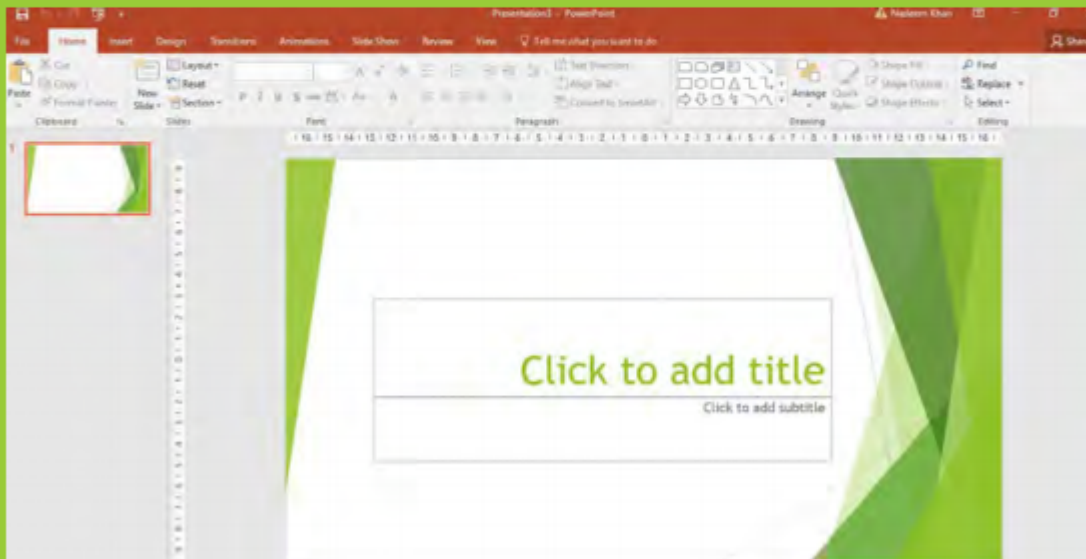 Presentation3 - PowerPoint
Nadeem Khan
File Home Insert Design Transitions Animations Slide Show Review View Tell me what you want to do
Cut
Copy
Format Painter
Paste
Clipboard
New
Slide
Layout
Reset
Section
Slides
Font
Text Direction
Align Text
Convert to SmartArt
Paragraph
Arrange
Quick
Styles
Shape Fill
Shape Outline
Shape Effects
Drawing
Find
Replace
Select
Editing
1
Click to add title
Click to add subtitle